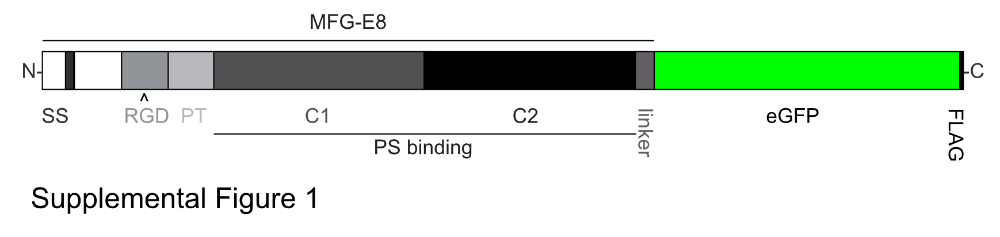 MFG-E8
N-
-C
^
SS RGD PT C1 C2 linker eGFP FLAG
PS binding
Supplemental Figure 1